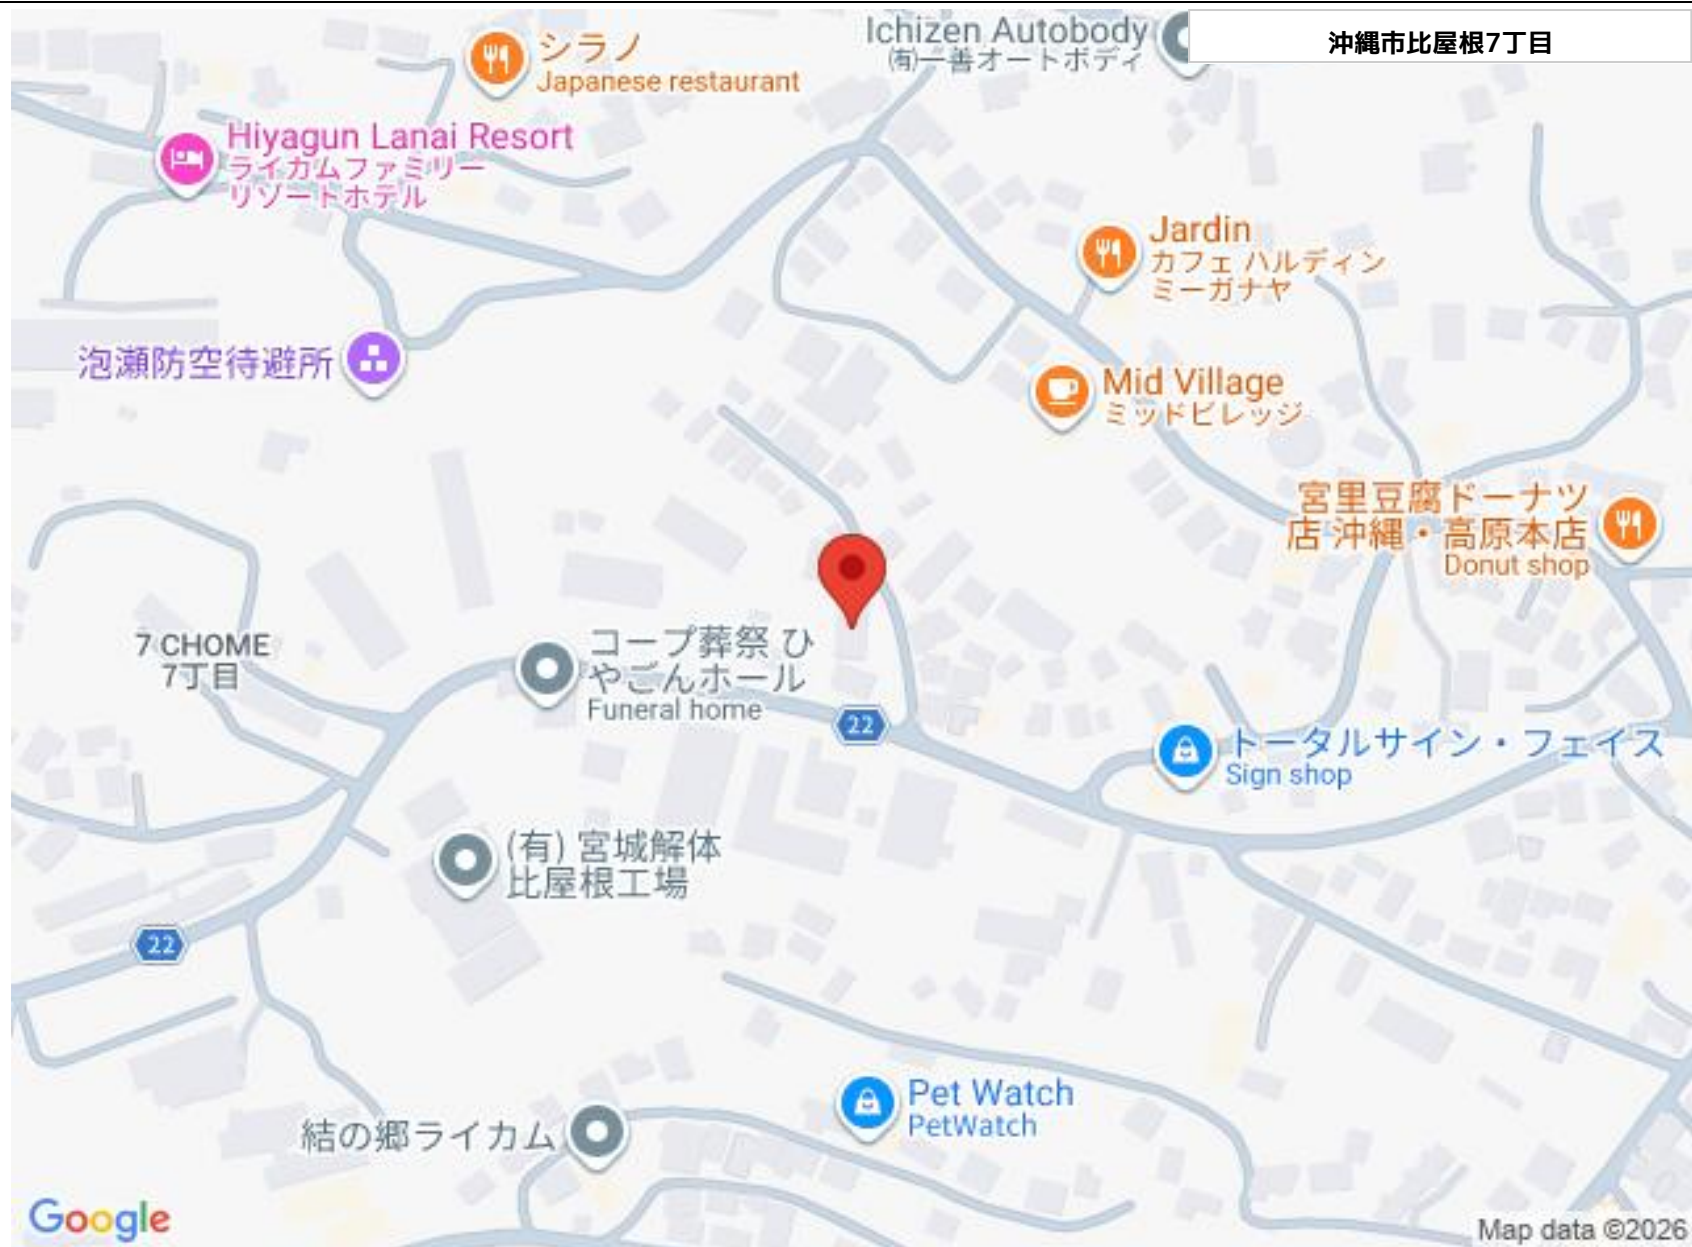 Ichizen Autobody
㈲一善オートボディ
沖縄市比屋根7丁目
シラノ
Japanese restaurant
Hiyagun Lanai Resort
ライカムファミリー
リゾートホテル
Jardin
カフェ ハルディン
ミーガナヤ
泡瀬防空待避所
Mid Village
ミッドビレッジ
宮里豆腐ドーナツ
店 沖縄・高原本店
Donut shop
7 CHOME
7丁目
コープ葬祭 ひ
やごんホール
Funeral home
22
トータルサイン・フェイス
Sign shop
(有) 宮城解体
比屋根工場
22
Pet Watch
PetWatch
結の郷ライカム
Google
Map data ©2026